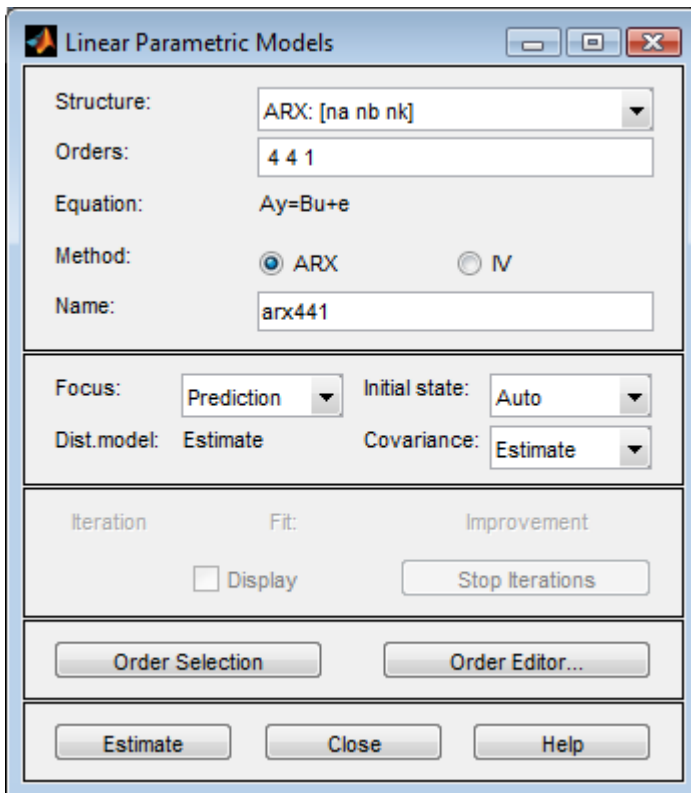 Linear Parametric Models
Structure: ARX: [na nb nk]
Orders: 4 4 1
Equation: Ay=Bu+e
Method: ARX IV
Name: arx441
Focus: Prediction Initial state: Auto
Dist.model: Estimate Covariance: Estimate
Iteration Fit: Improvement
Display Stop Iterations
Order Selection Order Editor...
Estimate Close Help